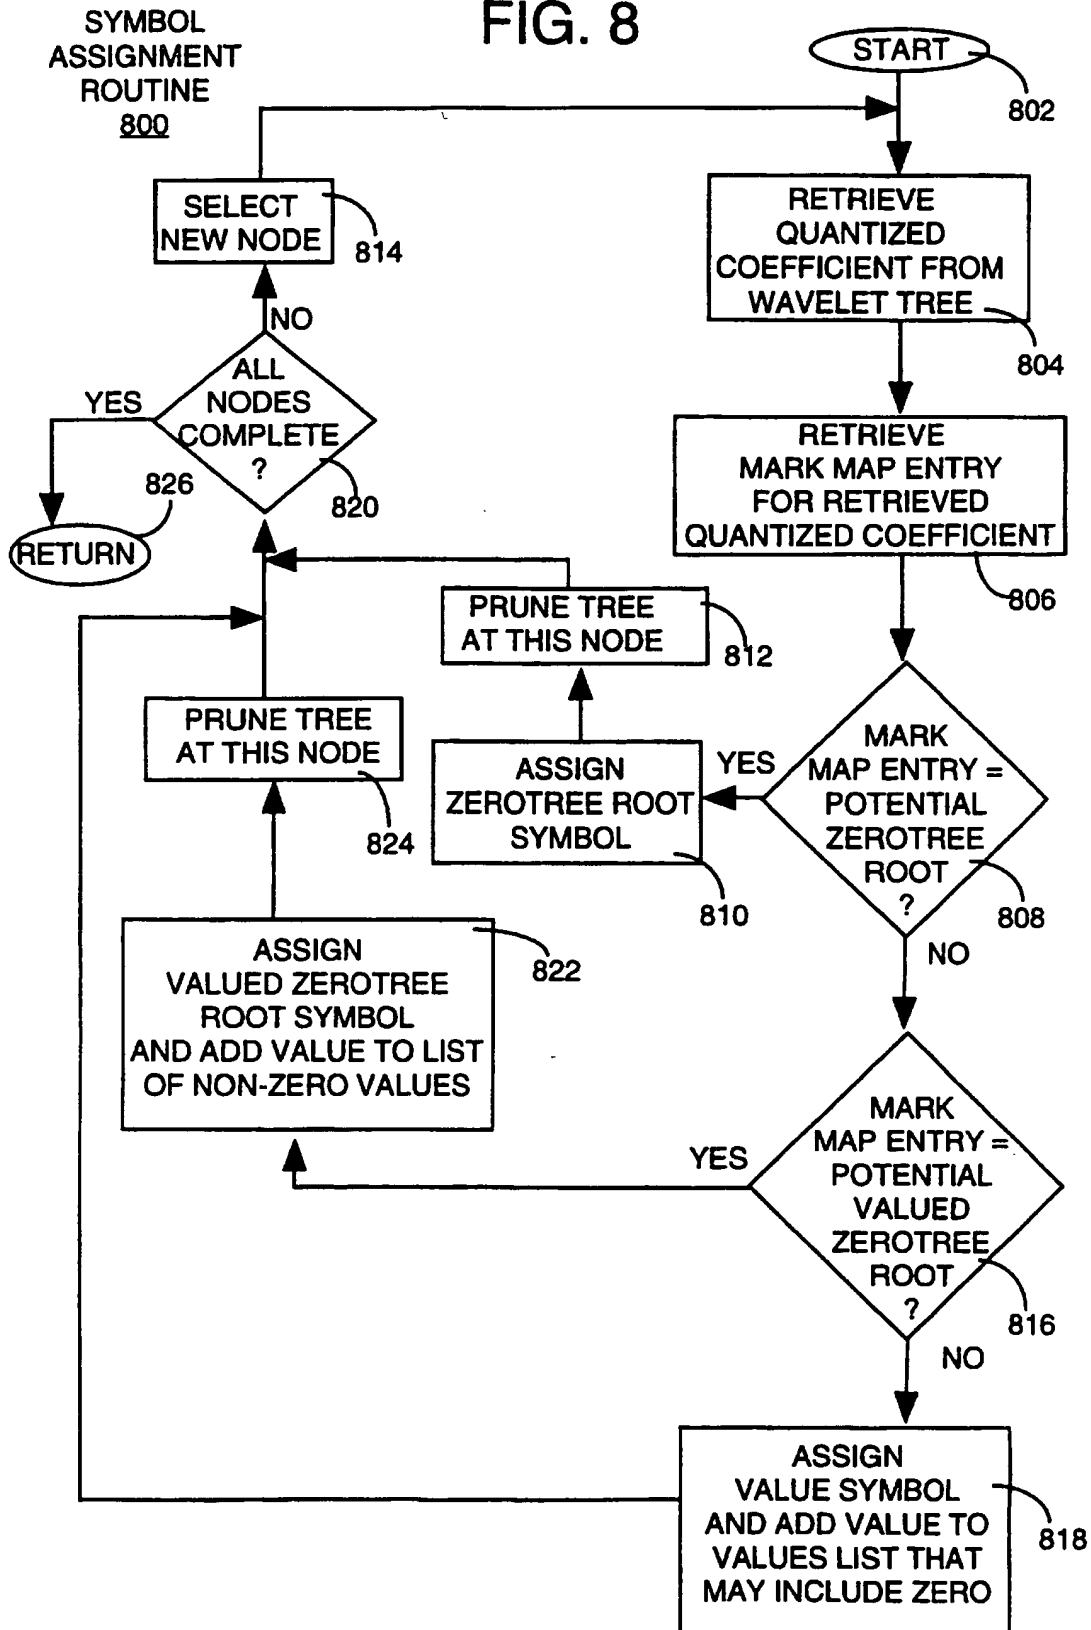 FIG. 8
SYMBOL
ASSIGNMENT
ROUTINE
800
START
802
RETRIEVE
QUANTIZED
COEFFICIENT FROM
WAVELET TREE
804
RETRIEVE
MARK MAP ENTRY
FOR RETRIEVED
QUANTIZED COEFFICIENT
806
MARK
MAP ENTRY =
POTENTIAL
ZEROTREE
ROOT
?
808
YES
NO
ASSIGN
ZEROTREE ROOT
SYMBOL
810
PRUNE TREE
AT THIS NODE
812
SELECT
NEW NODE
814
NO
ALL
NODES
COMPLETE
?
820
YES
826
RETURN
PRUNE TREE
AT THIS NODE
824
ASSIGN
VALUED ZEROTREE
ROOT SYMBOL
AND ADD VALUE TO LIST
OF NON-ZERO VALUES
822
YES
MARK
MAP ENTRY =
POTENTIAL
VALUED
ZEROTREE
ROOT
?
816
NO
ASSIGN
VALUE SYMBOL
AND ADD VALUE TO
VALUES LIST THAT
MAY INCLUDE ZERO
818